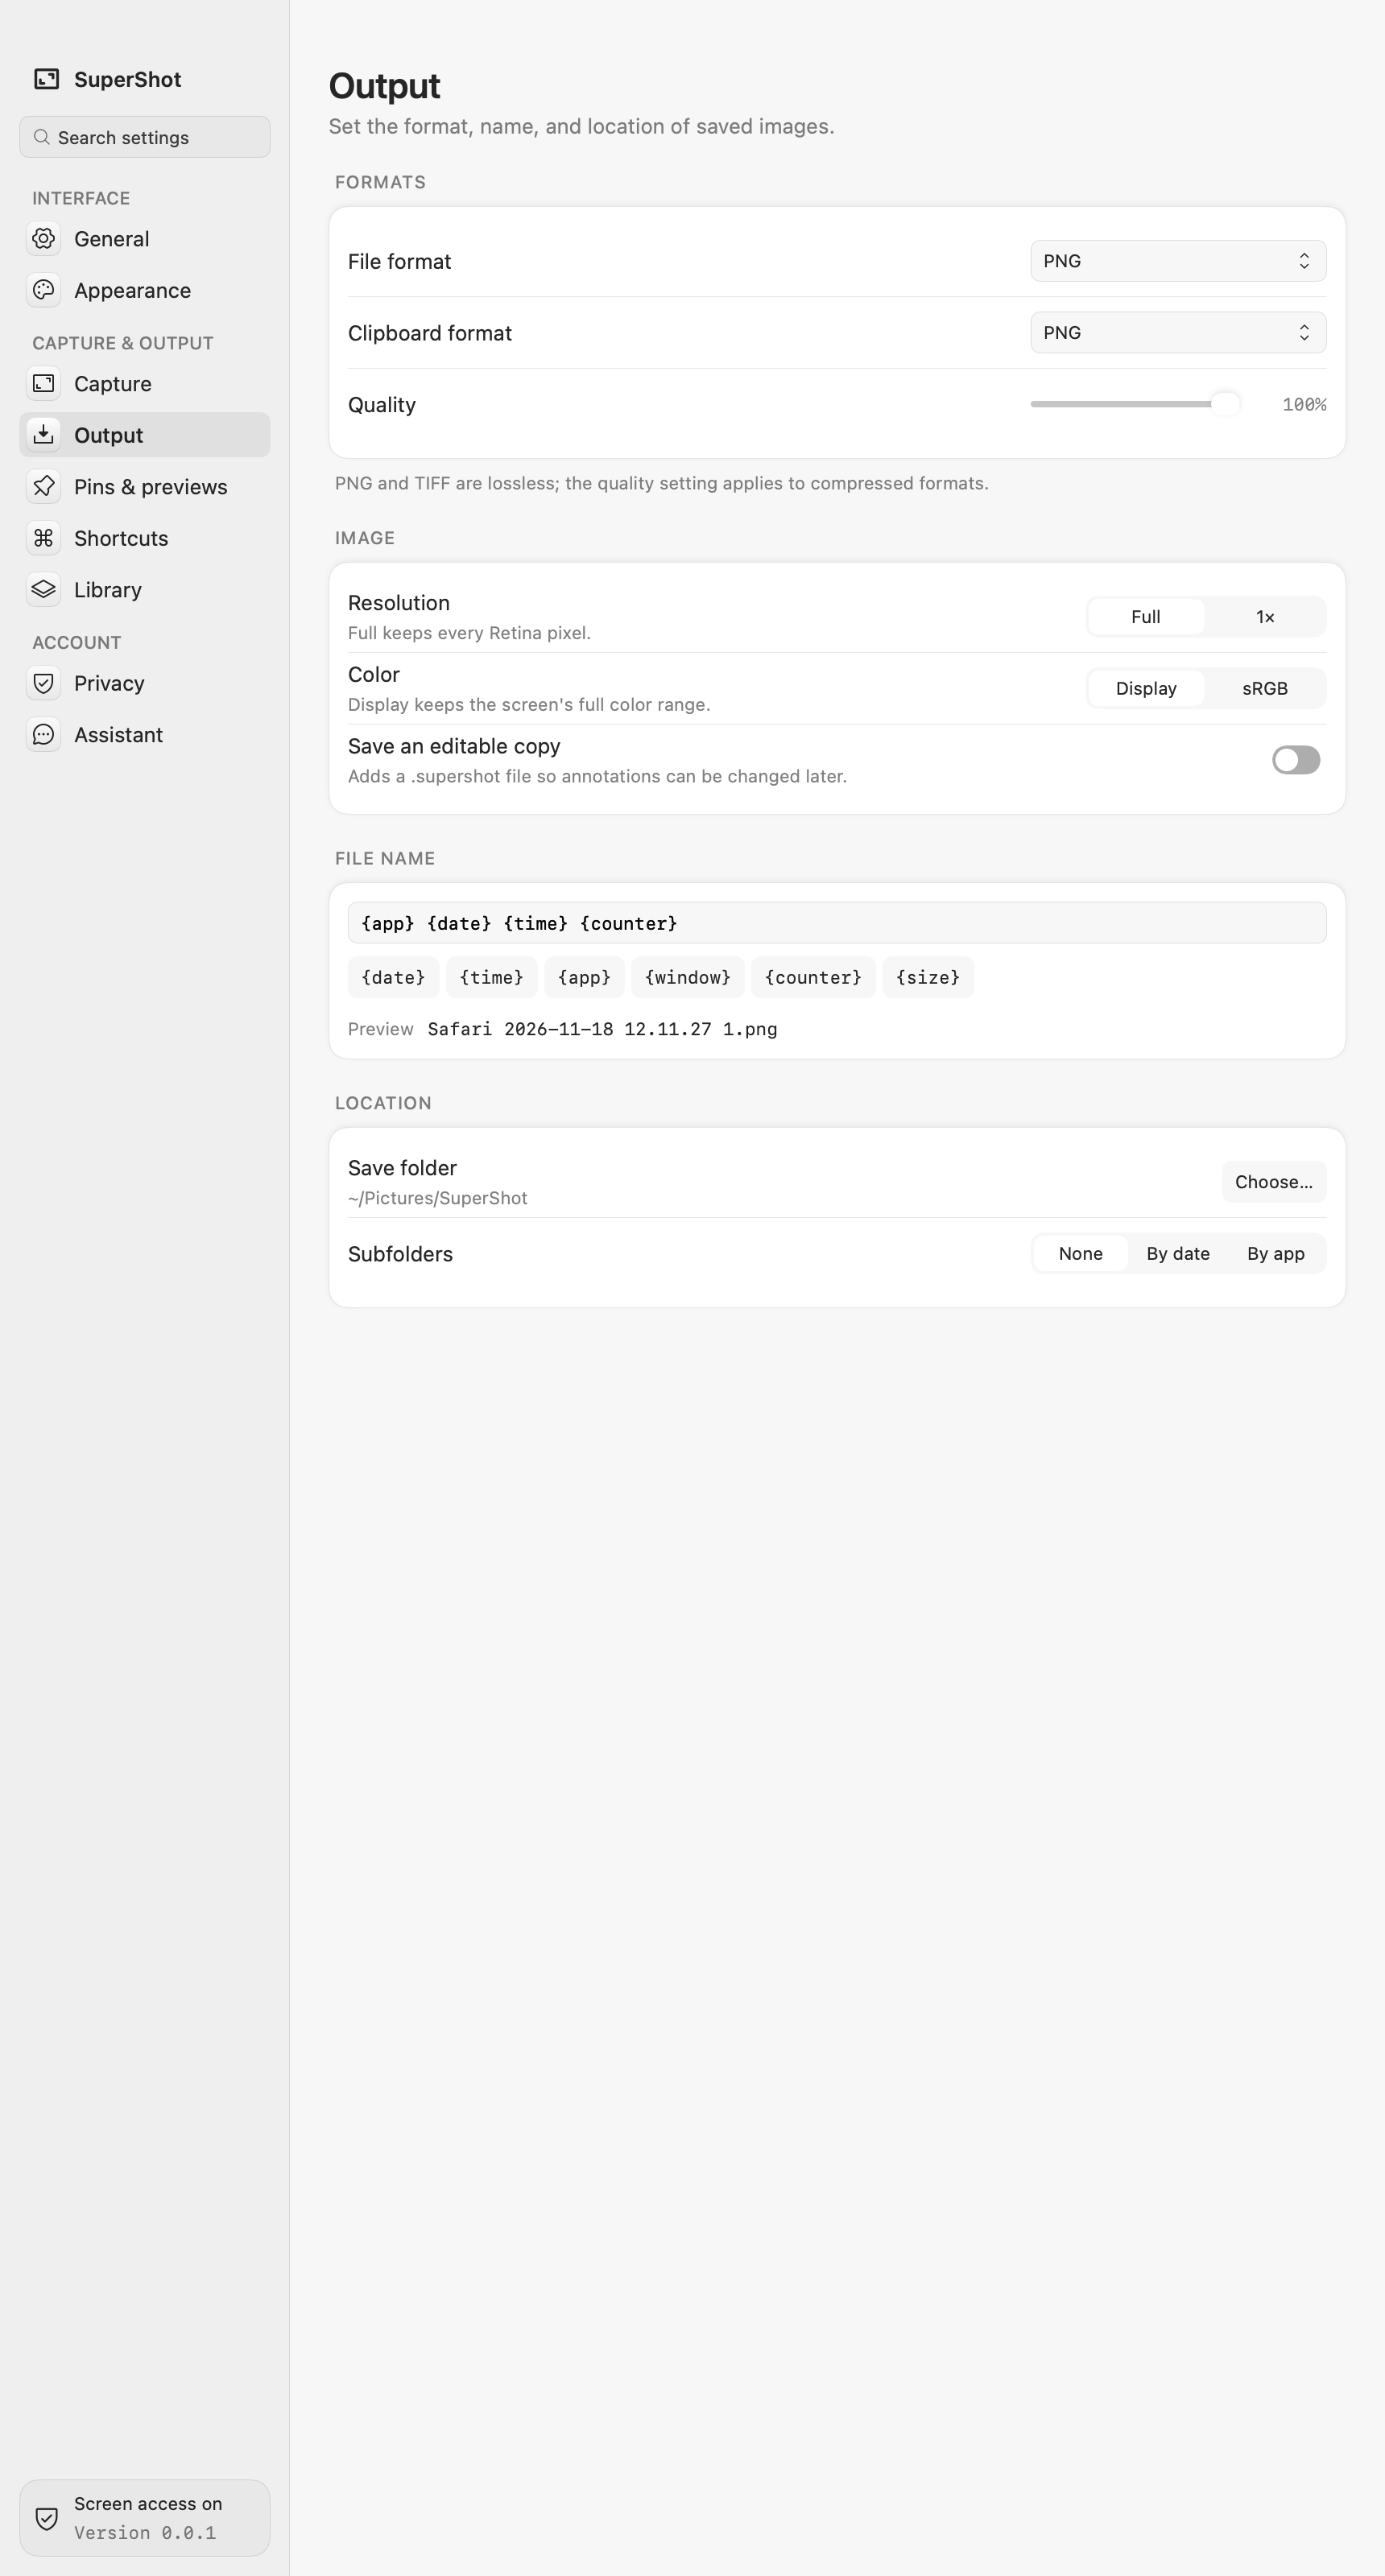 SuperShot
Search settings
INTERFACE
General
Appearance
CAPTURE & OUTPUT
Capture
Output
Pins & previews
Shortcuts
Library
ACCOUNT
Privacy
Assistant
Screen access on
Version 0.0.1
Output
Set the format, name, and location of saved images.
FORMATS
File format PNG
Clipboard format PNG
Quality 100%
PNG and TIFF are lossless; the quality setting applies to compressed formats.
IMAGE
Resolution Full 1×
Full keeps every Retina pixel.
Color Display sRGB
Display keeps the screen's full color range.
Save an editable copy
Adds a .supershot file so annotations can be changed later.
FILE NAME
{app} {date} {time} {counter}
{date} {time} {app} {window} {counter} {size}
Preview Safari 2026-11-18 12.11.27 1.png
LOCATION
Save folder Choose...
~/Pictures/SuperShot
Subfolders None By date By app